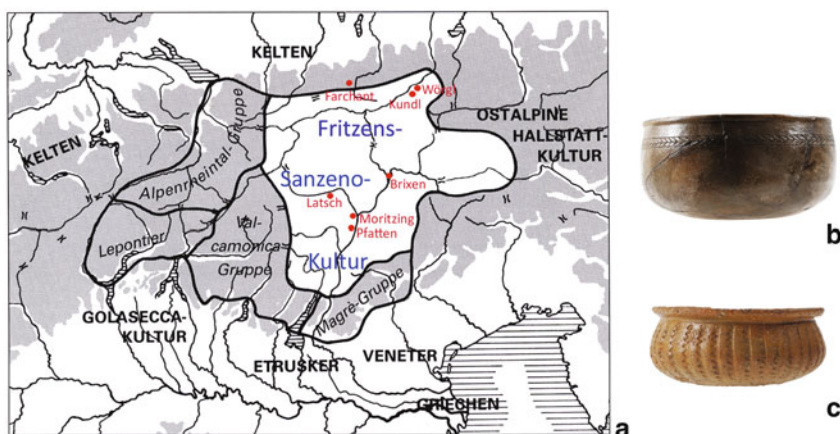 KELTEN
Farchant
Wörgl
Kundl
Fritzens-
OSTALPINE
HALLSTATT-
KULTUR
KELTEN
Alpenrheintal-Gruppe
Brixen
Sanzeno-
Latsch
Moritzing
Pfatten
Lepontier
Val-
camonica-
Gruppe
Kultur
Magrè-Gruppe
GOLASECCA-
KULTUR
ETRUSKER
VENETER
GRIECHEN
a
b
c